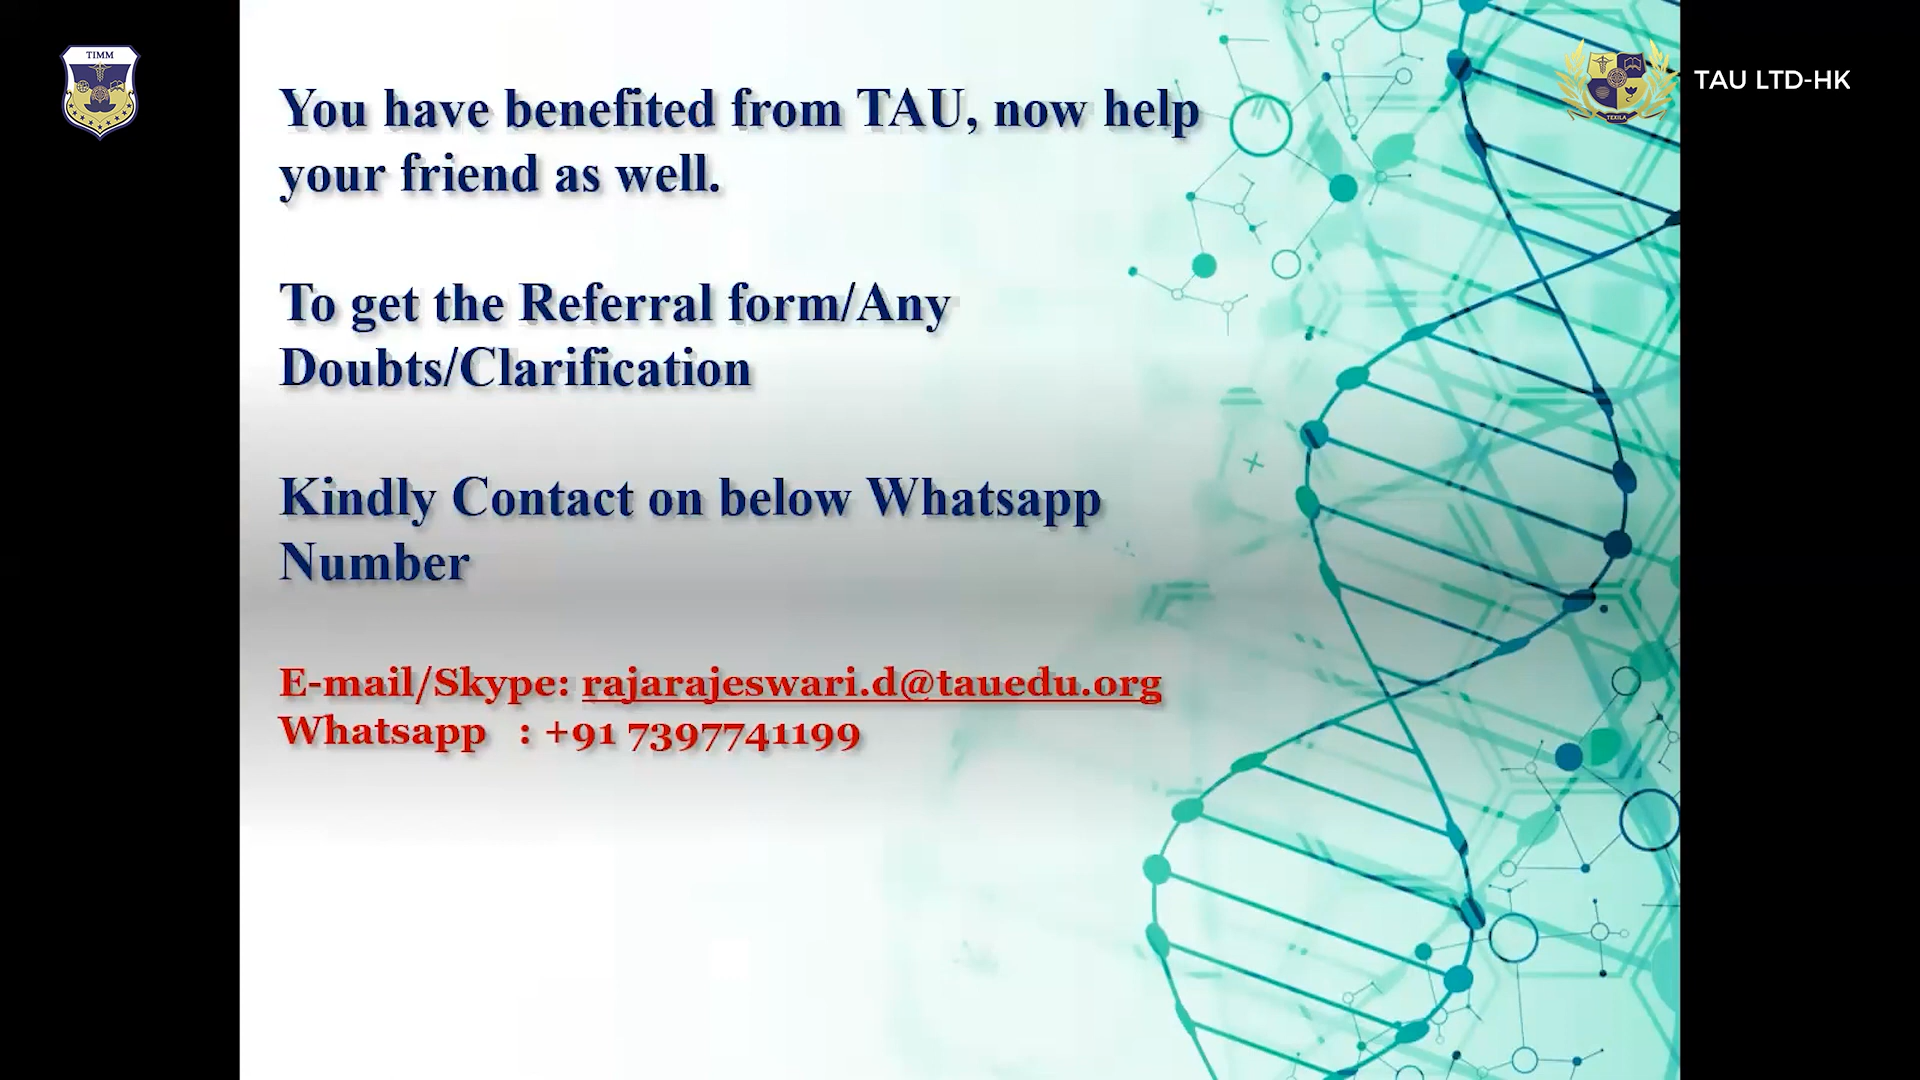 TIMM
TEXILA
TAU LTD-HK
You have benefited from TAU, now help
your friend as well.
To get the Referral form/Any
Doubts/Clarification
Kindly Contact on below Whatsapp
Number
E-mail/Skype: rajarajeswari.d@tauedu.org
Whatsapp : +91 7397741199